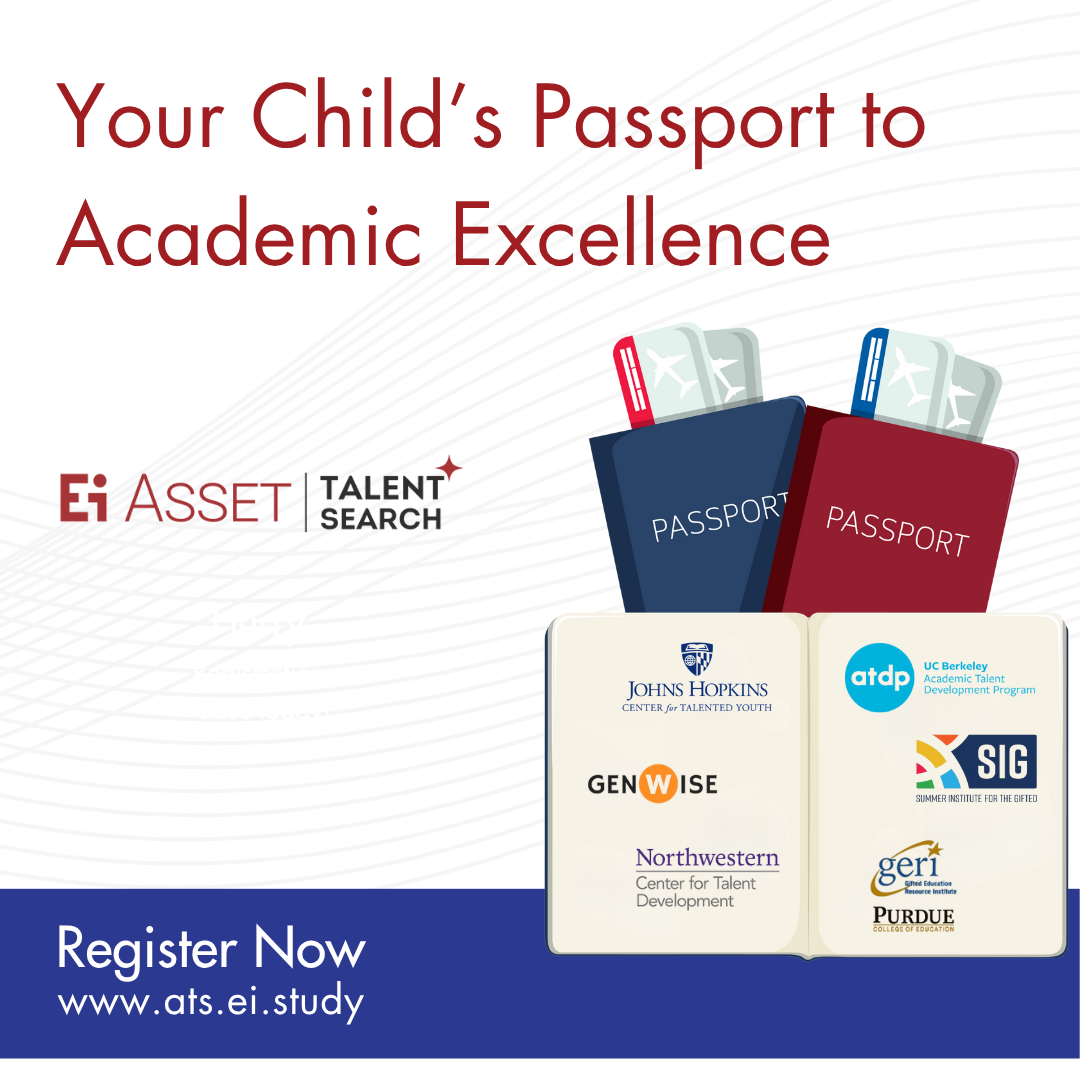 Your Child's Passport to
Academic Excellence
Ei ASSET | TALENT
SEARCH
PASSPORT
PASSPORT
JOHNS HOPKINS
CENTER for TALENTED YOUTH
GENWISE
Northwestern
Center for Talent
Development
atdp
UC Berkeley
Academic Talent
Development Program
SIG
SUMMER INSTITUTE FOR THE GIFTED
geri
Gifted Education
Resource Institute
PURDUE
COLLEGE OF EDUCATION
Register Now
www.ats.ei.study